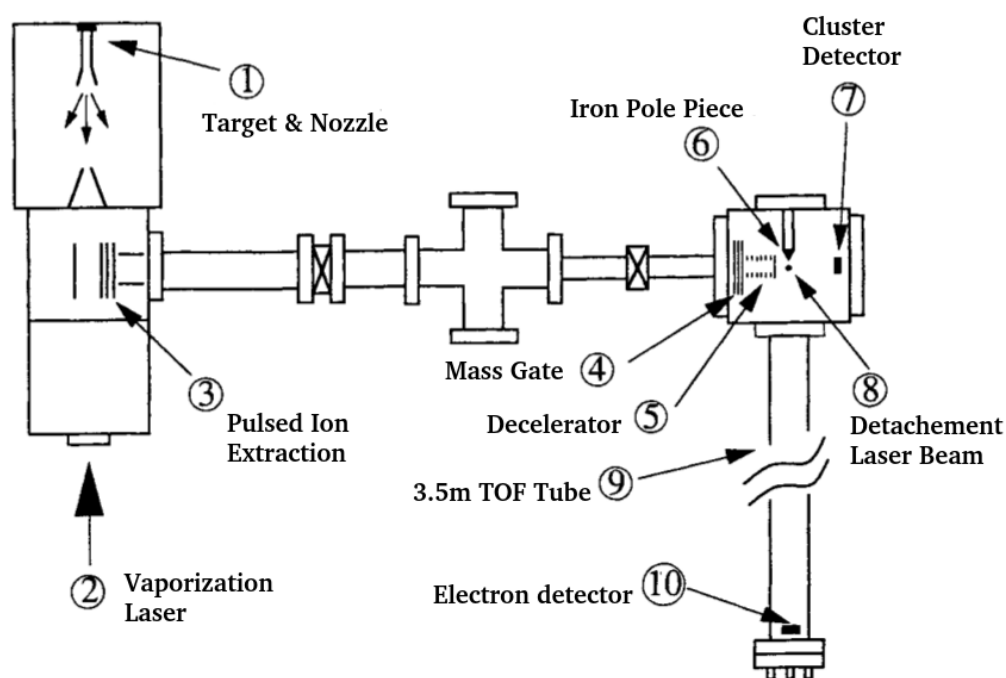 Cluster
Detector
⑦
①
Target & Nozzle
Iron Pole Piece
⑥
Mass Gate ④
③
Pulsed Ion
Extraction
Decelerator ⑤
⑧
Detachement
Laser Beam
3.5m TOF Tube ⑨
② Vaporization
Laser
Electron detector ⑩